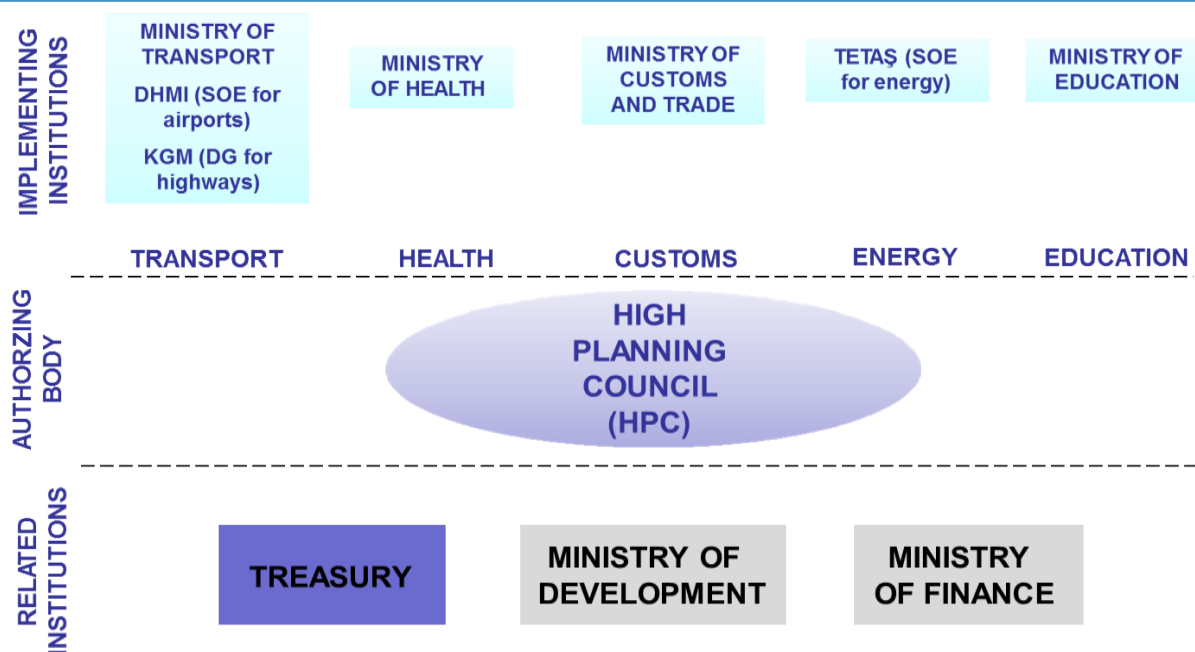 IMPLEMENTING
INSTITUTIONS
MINISTRY OF
TRANSPORT
DHMI (SOE for
airports)
KGM (DG for
highways)
MINISTRY
OF HEALTH
MINISTRY OF
CUSTOMS
AND TRADE
TETAŞ (SOE
for energy)
MINISTRY OF
EDUCATION
TRANSPORT
HEALTH
CUSTOMS
ENERGY
EDUCATION
AUTHORZING
BODY
HIGH
PLANNING
COUNCIL
(HPC)
RELATED
INSTITUTIONS
TREASURY
MINISTRY OF
DEVELOPMENT
MINISTRY
OF FINANCE